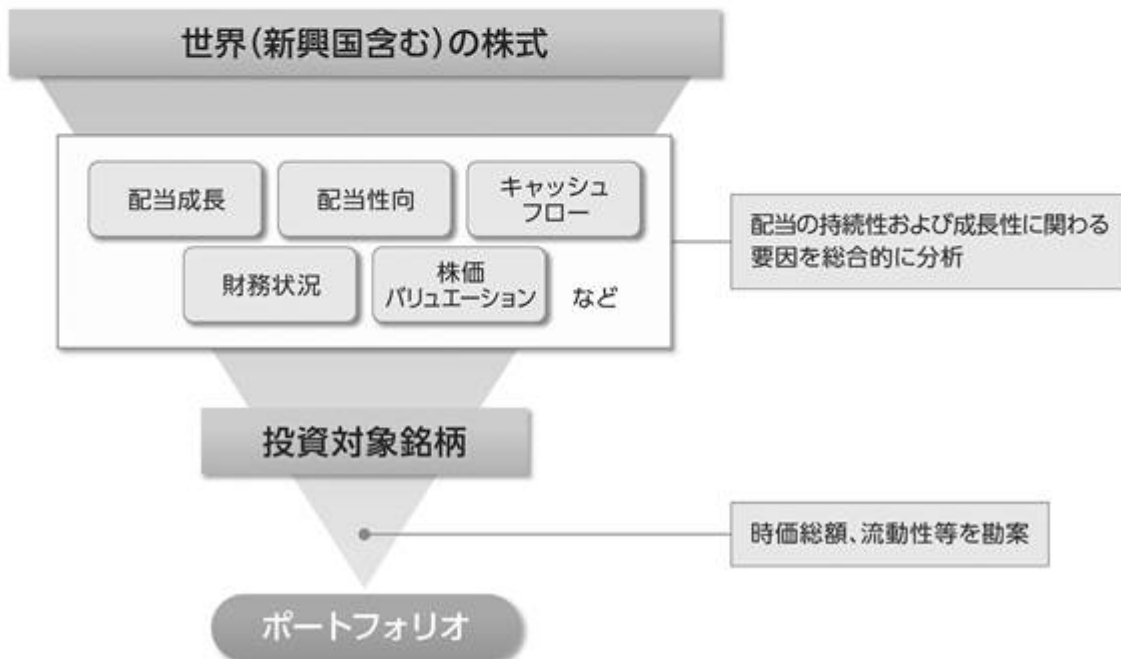 世界(新興国含む)の株式
配当成長
配当性向
キャッシュ
フロー
財務状況
株価
バリュエーション
など
配当の持続性および成長性に関わる
要因を総合的に分析
投資対象銘柄
時価総額、流動性等を勘案
ポートフォリオ